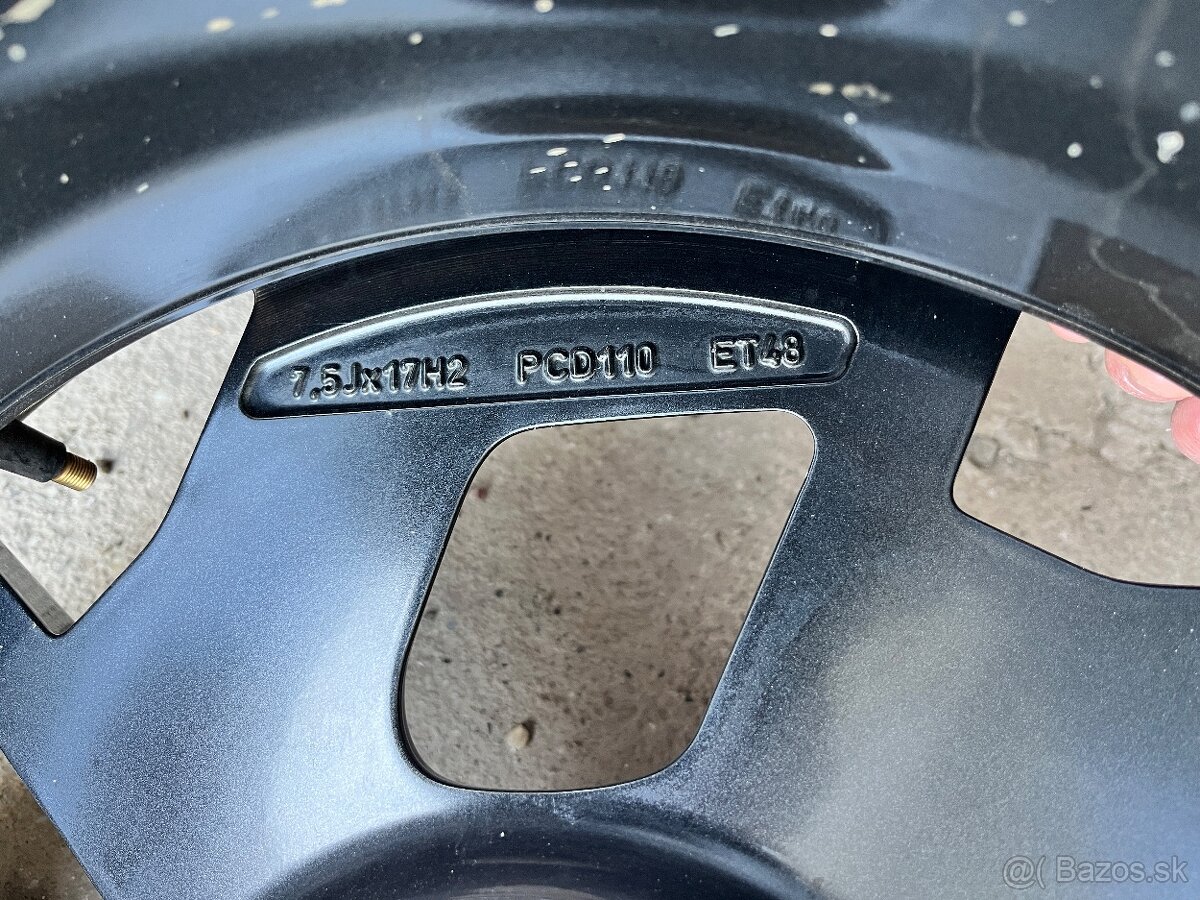 7.5Jx17H2 PCD110 ET48
@( Bazos.sk